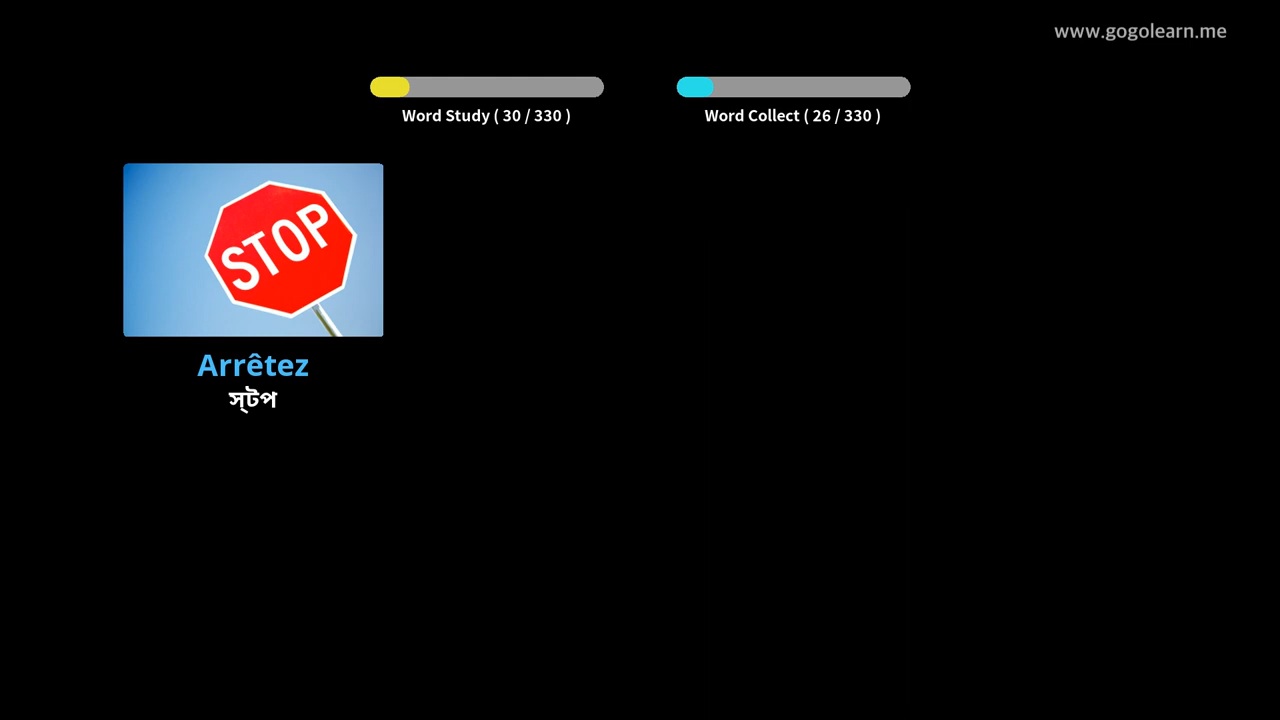 www.gogolearn.me
Word Study ( 30 / 330 )
Word Collect ( 26 / 330 )
STOP
Arrêtez
স্টপ